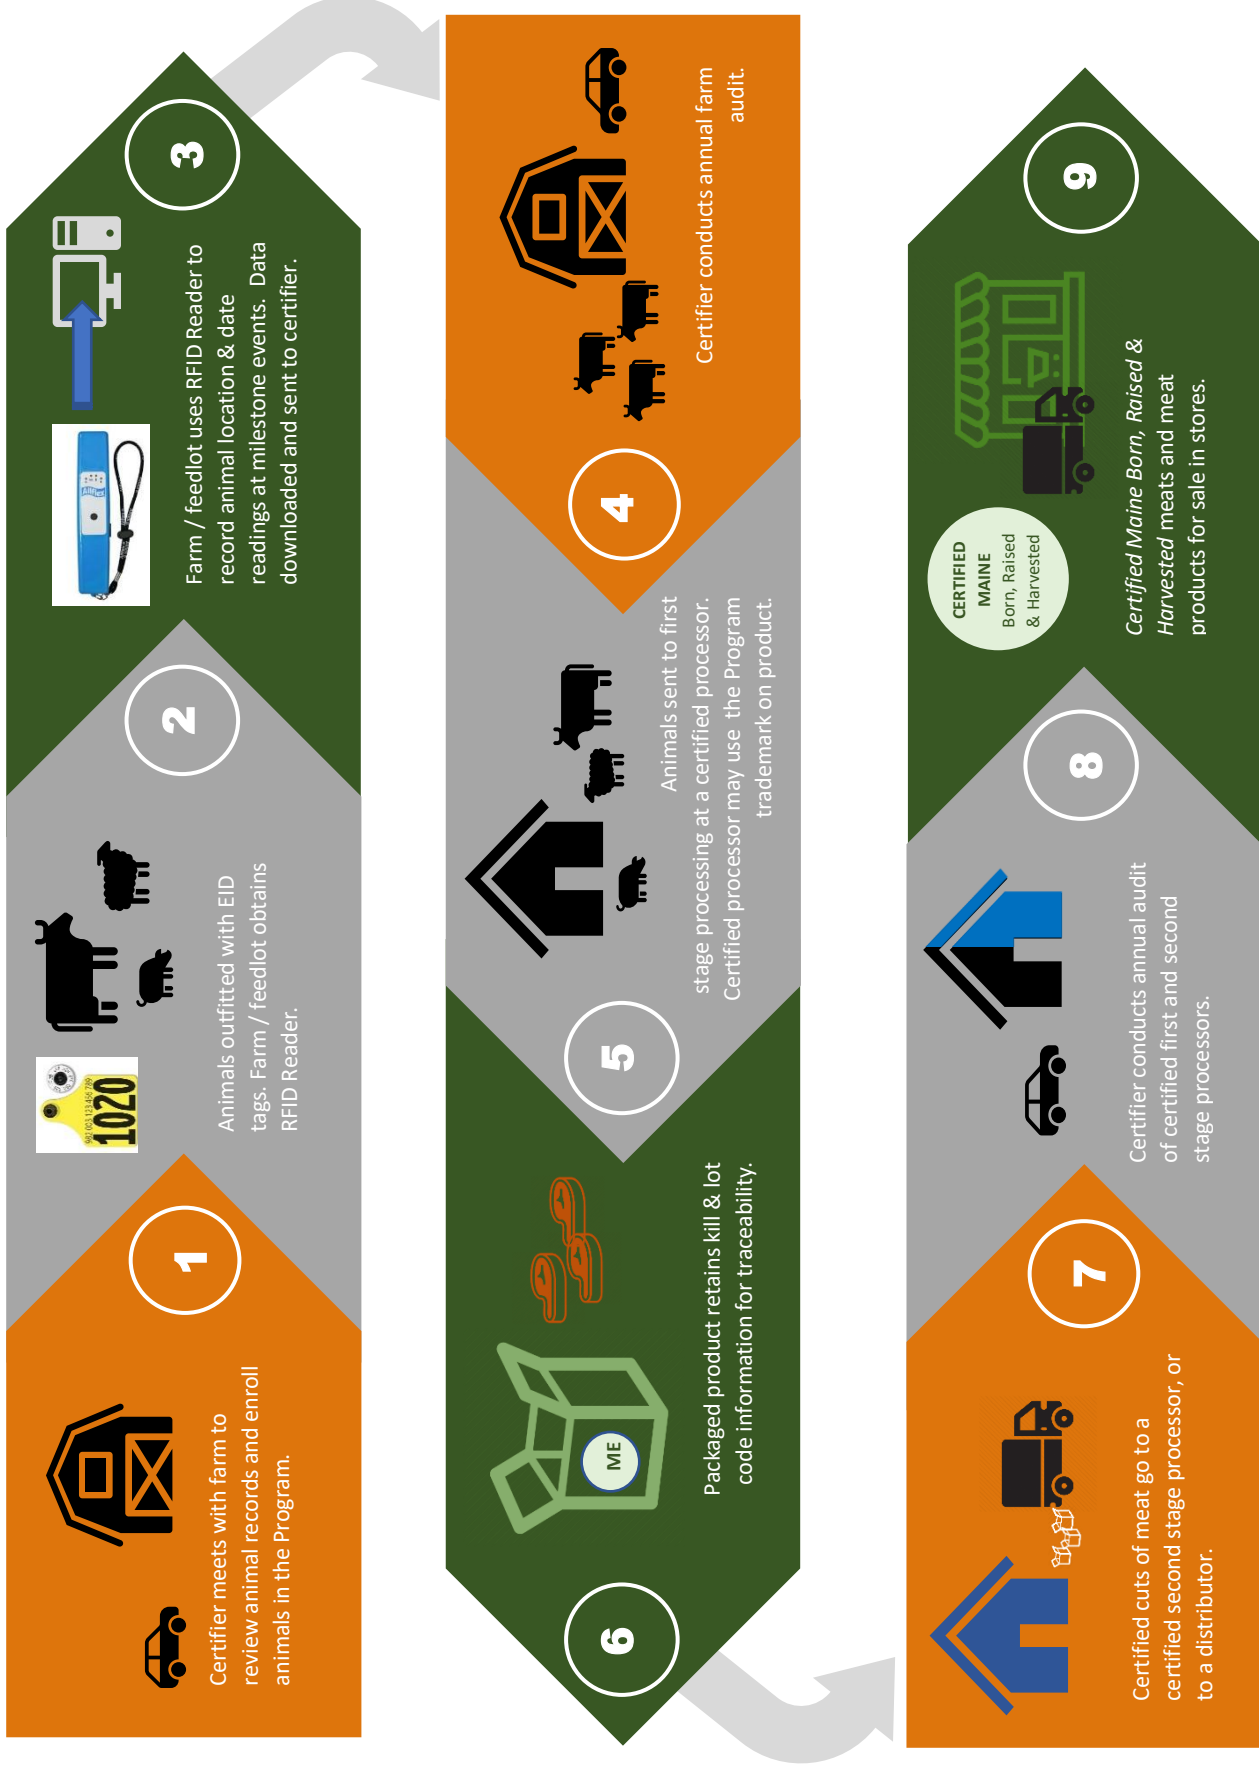 Certifier meets with farm to
review animal records and enroll
animals in the Program.
1
982 003 123 456 789
1020
Animals outfitted with EID
tags. Farm / feedlot obtains
RFID Reader.
2
Farm / feedlot uses RFID Reader to
record animal location & date
readings at milestone events. Data
downloaded and sent to certifier.
3
Certifier conducts annual farm
audit.
4
Animals sent to first
stage processing at a certified processor.
Certified processor may use the Program
trademark on product.
5
ME
Packaged product retains kill & lot
code information for traceability.
6
Certified cuts of meat go to a
certified second stage processor, or
to a distributor.
7
Certifier conducts annual audit
of certified first and second
stage processors.
8
CERTIFIED
MAINE
Born, Raised
& Harvested
Certified Maine Born, Raised &
Harvested meats and meat
products for sale in stores.
9